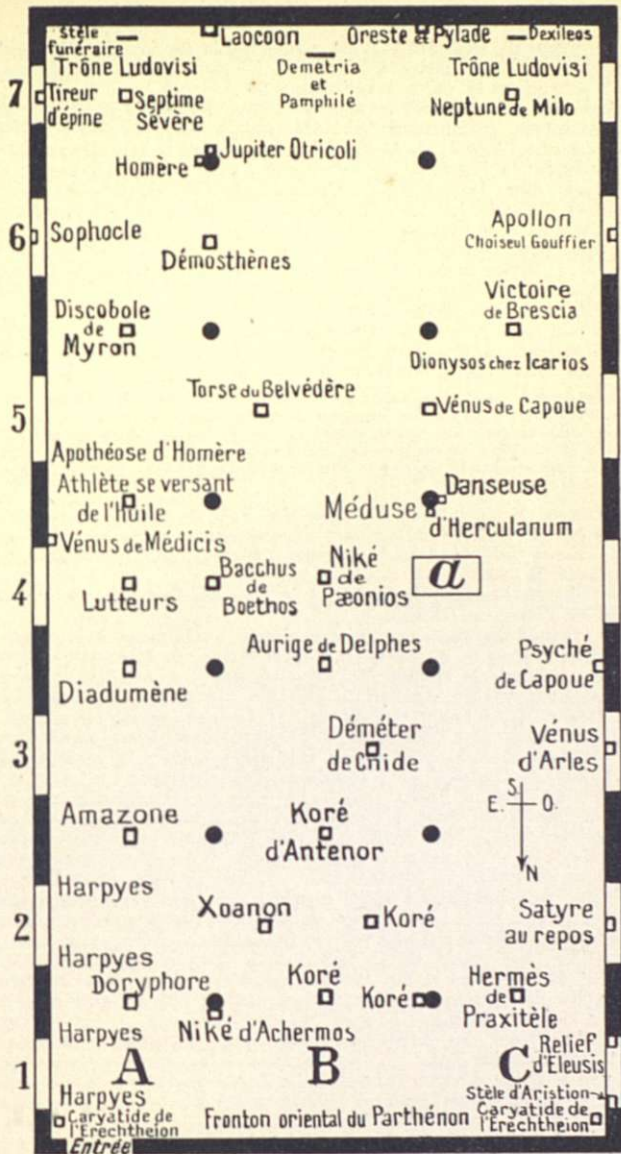 Stèle
funéraire
Laocoon
Oreste et Pylade
Dexileos
Trône Ludovisi
Demetria
et
Pamphilé
Trône Ludovisi
7
Tireur
d'épine
Septime
Sévère
Neptune de Milo
Jupiter Otricoli
Homère
6
Sophocle
Démosthènes
Apollon
Choiseul Gouffier
Discobole
de
Myron
Victoire
de Brescia
Dionysos chez Icarios
5
Torse du Belvédère
Vénus de Capoue
Apothéose d'Homère
Athlète se versant
de l'Huile
Méduse
Danseuse
d'Herculanum
Vénus de Médicis
4
Lutteurs
Bacchus
de
Boethos
Niké
de
Pæonios
a
Aurige de Delphes
Diadumène
Psyché
de Capoue
3
Déméter
de Cnide
Vénus
d'Arles
S.
E.
O.
N
Amazone
Koré
d'Antenor
Harpyes
2
Xoanon
Koré
Satyre
au repos
Harpyes
Doryphore
Koré
Koré
Hermès
de
Praxitèle
Harpyes
Niké d'Achermos
1
A
B
C
Relief
d'Eleusis
Harpyes
Stèle d'Aristion
Caryatide de
l'Erechtheion
Fronton oriental du Parthénon
Caryatide de
l'Erechtheion
Entrée